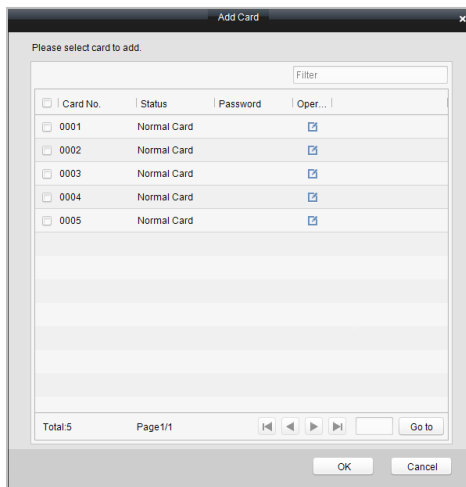 Add Card
Please select card to add.
Filter
Card No. Status Password Oper...
0001 Normal Card
0002 Normal Card
0003 Normal Card
0004 Normal Card
0005 Normal Card
Total:5 Page1/1 Go to
OK Cancel